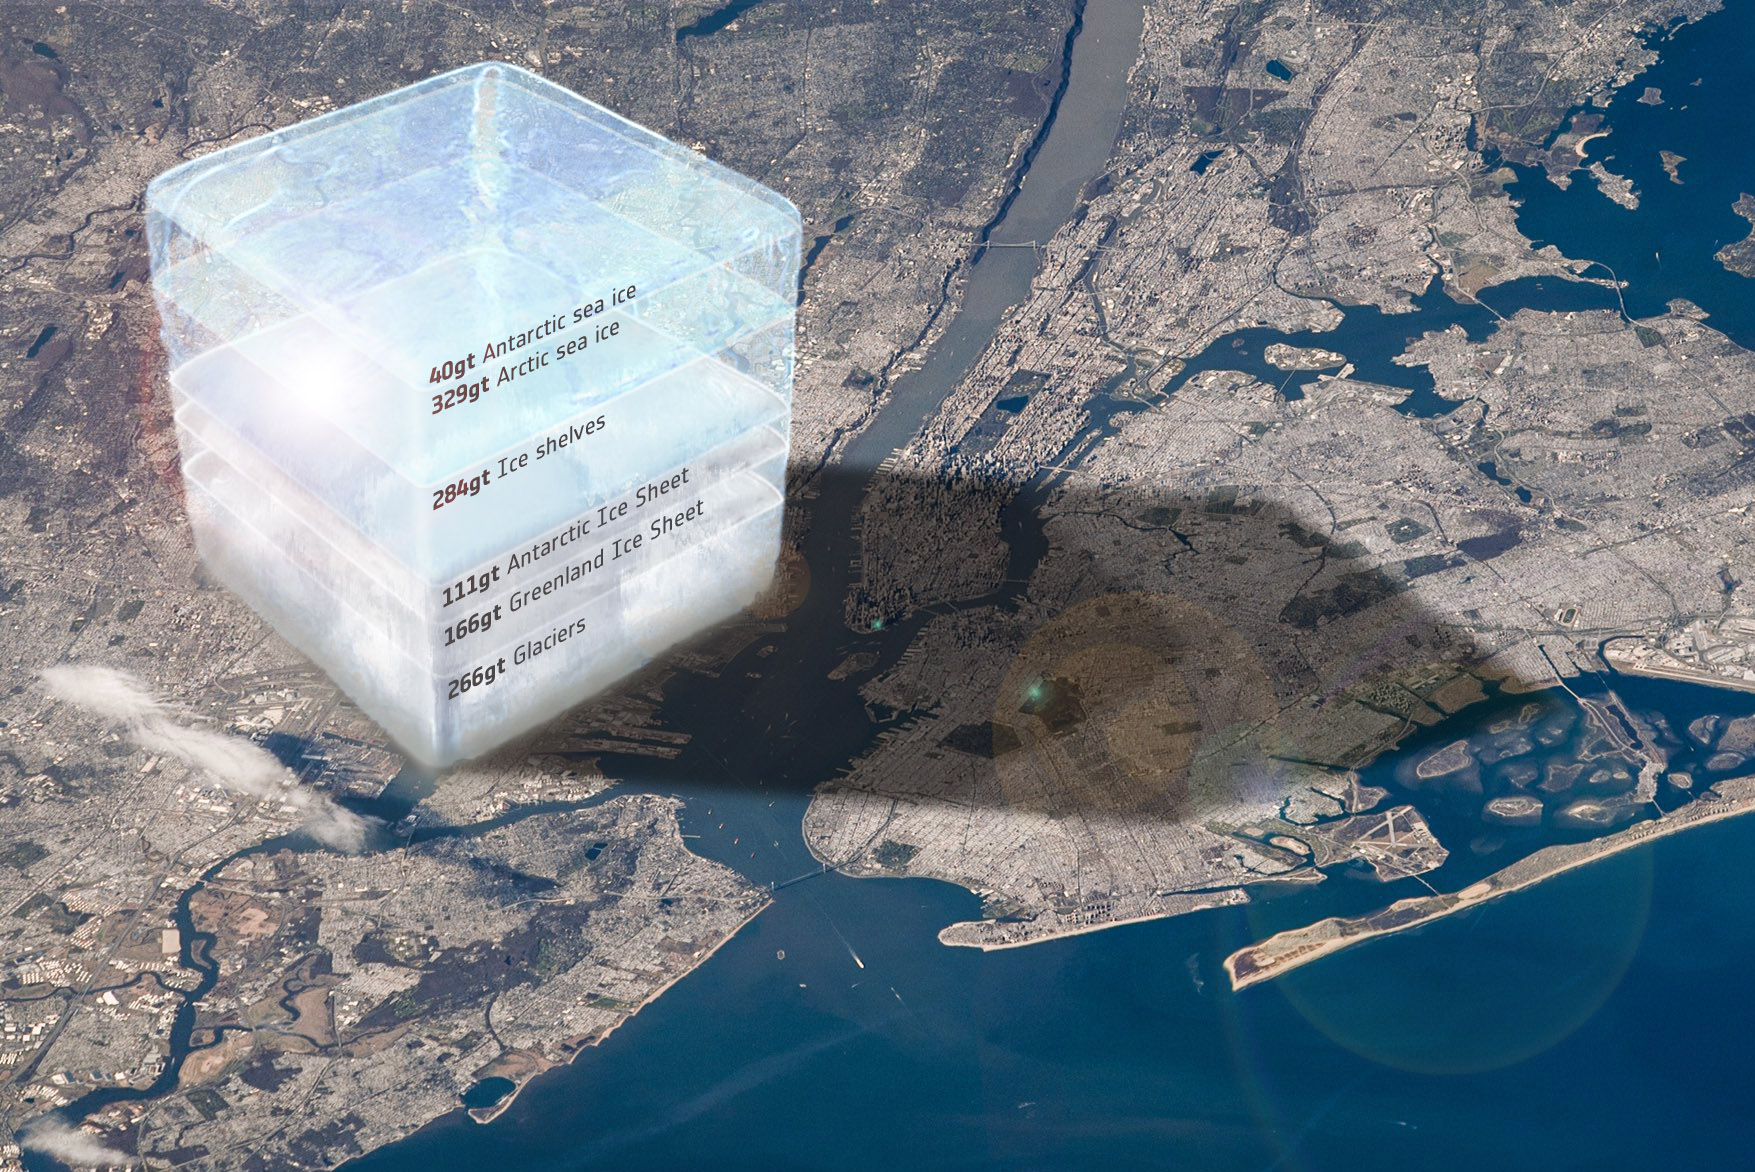 40gt Antarctic sea ice
329gt Arctic sea ice
284gt Ice shelves
111gt Antarctic Ice Sheet
166gt Greenland Ice Sheet
266gt Glaciers